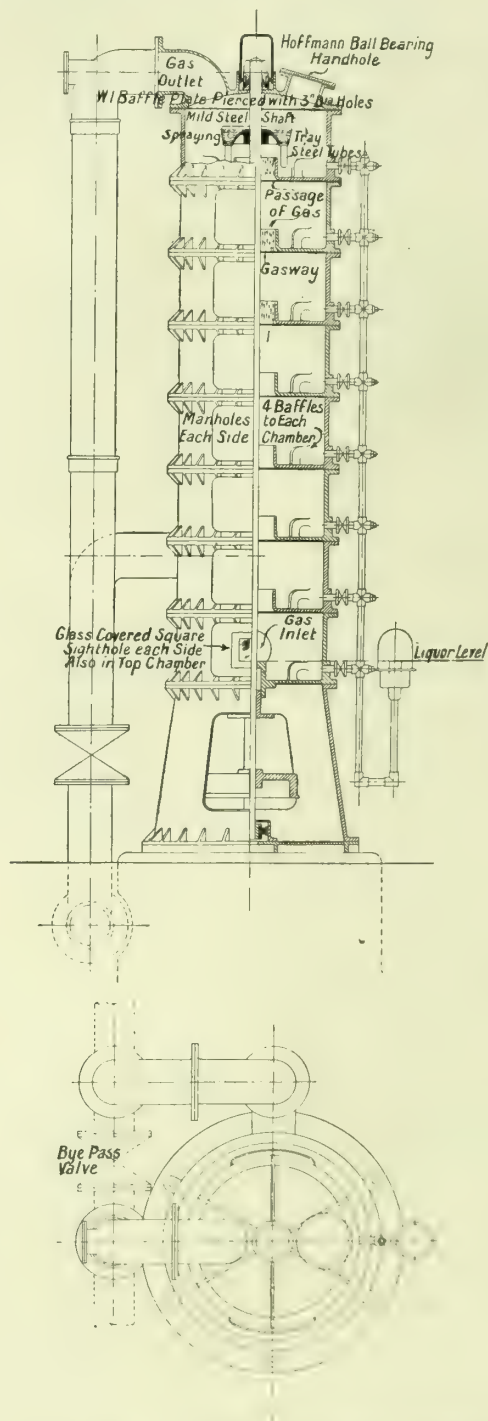 Hoffmann Ball Bearing
Handhole
Gas
Outlet
W I Baffle Plate Pierced with 3" Dia Holes
Mild Steel Shaft
Spraying Tray
Steel Tubes
Passage
of Gas
Gasway
1
Manholes
Each Side
4 Baffles
to Each
Chamber
Glass Covered Square
Sighthole each Side
Also in Top Chamber
Gas
Inlet
Liquor Level
Bye Pass
Valve